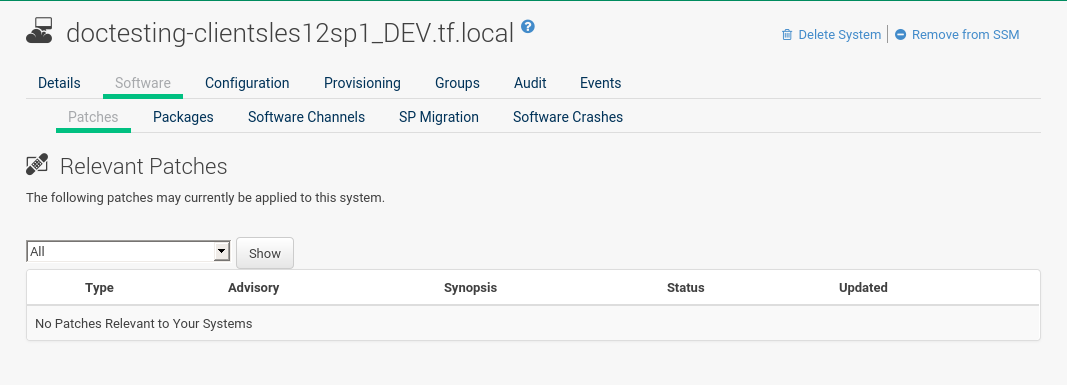 doctesting-clientsles12sp1_DEV.tf.local ?
Delete System Remove from SSM
Details Software Configuration Provisioning Groups Audit Events
Patches Packages Software Channels SP Migration Software Crashes
Relevant Patches
The following patches may currently be applied to this system.
All Show
Type Advisory Synopsis Status Updated
No Patches Relevant to Your Systems